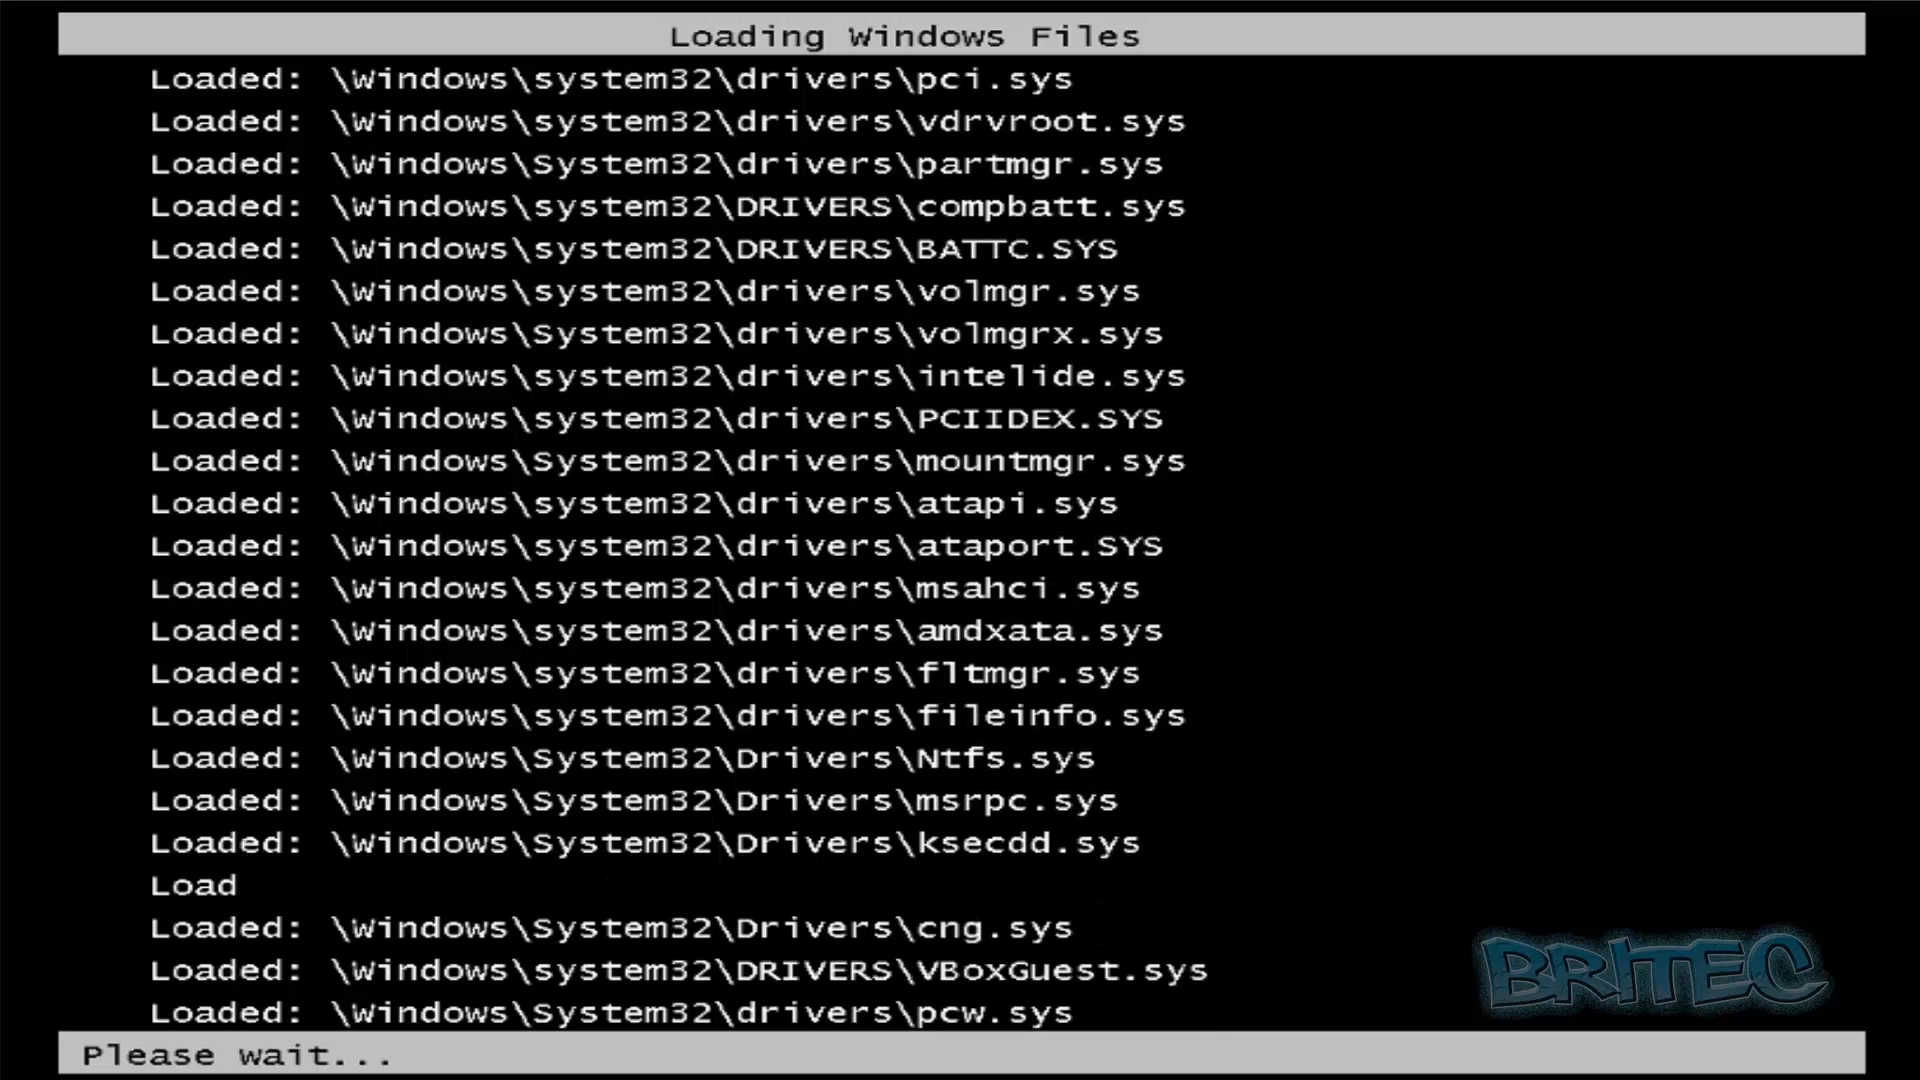 Loading Windows Files
Loaded: \Windows\system32\drivers\pci.sys
Loaded: \Windows\system32\drivers\vdrvroot.sys
Loaded: \Windows\System32\drivers\partmgr.sys
Loaded: \Windows\system32\DRIVERS\compbatt.sys
Loaded: \Windows\system32\DRIVERS\BATTC.SYS
Loaded: \Windows\system32\drivers\volmgr.sys
Loaded: \Windows\System32\drivers\volmgrx.sys
Loaded: \Windows\system32\drivers\intelide.sys
Loaded: \Windows\system32\drivers\PCIIDEX.SYS
Loaded: \Windows\System32\drivers\mountmgr.sys
Loaded: \Windows\system32\drivers\atapi.sys
Loaded: \Windows\system32\drivers\ataport.SYS
Loaded: \Windows\system32\drivers\msahci.sys
Loaded: \Windows\system32\drivers\amdxata.sys
Loaded: \Windows\system32\drivers\fltmgr.sys
Loaded: \Windows\system32\drivers\fileinfo.sys
Loaded: \Windows\System32\Drivers\Ntfs.sys
Loaded: \Windows\System32\Drivers\msrpc.sys
Loaded: \Windows\System32\Drivers\ksecdd.sys
Load
Loaded: \Windows\System32\Drivers\cng.sys
Loaded: \Windows\system32\DRIVERS\VBoxGuest.sys
Loaded: \Windows\System32\drivers\pcw.sys
Please wait...
BRITEC